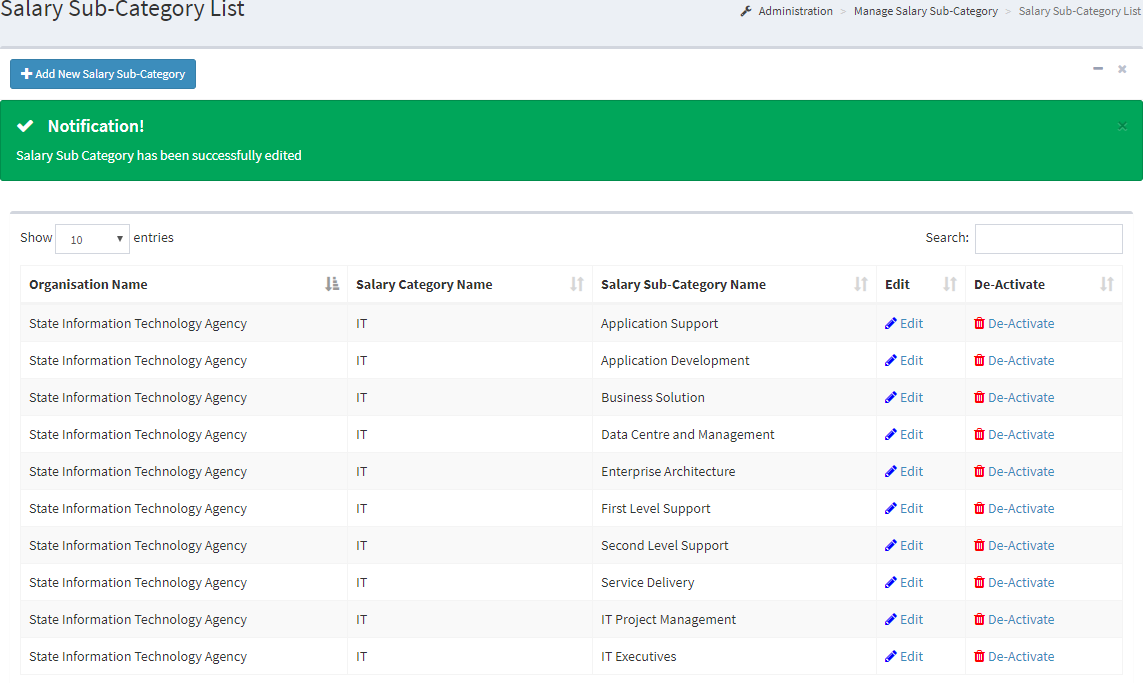 Salary Sub-Category List
Administration > Manage Salary Sub-Category > Salary Sub-Category List
Add New Salary Sub-Category
Notification!
Salary Sub Category has been successfully edited
Show 10 entries Search:
Organisation Name Salary Category Name Salary Sub-Category Name Edit De-Activate
State Information Technology Agency IT Application Support Edit De-Activate
State Information Technology Agency IT Application Development Edit De-Activate
State Information Technology Agency IT Business Solution Edit De-Activate
State Information Technology Agency IT Data Centre and Management Edit De-Activate
State Information Technology Agency IT Enterprise Architecture Edit De-Activate
State Information Technology Agency IT First Level Support Edit De-Activate
State Information Technology Agency IT Second Level Support Edit De-Activate
State Information Technology Agency IT Service Delivery Edit De-Activate
State Information Technology Agency IT IT Project Management Edit De-Activate
State Information Technology Agency IT IT Executives Edit De-Activate